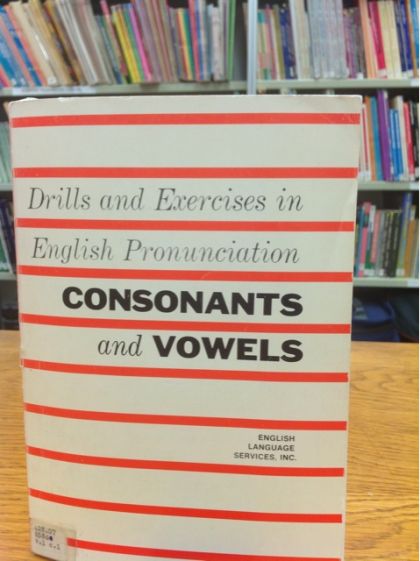 Drills and Exercises in
English Pronunciation
CONSONANTS
and VOWELS
ENGLISH
LANGUAGE
SERVICES, INC.